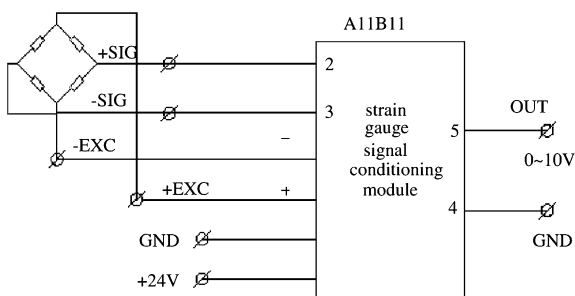 A11B11
+SIG
2
-SIG
3
strain
gauge
signal
conditioning
module
5
OUT
0~10V
-EXC
−
+EXC
+
4
GND
GND
+24V